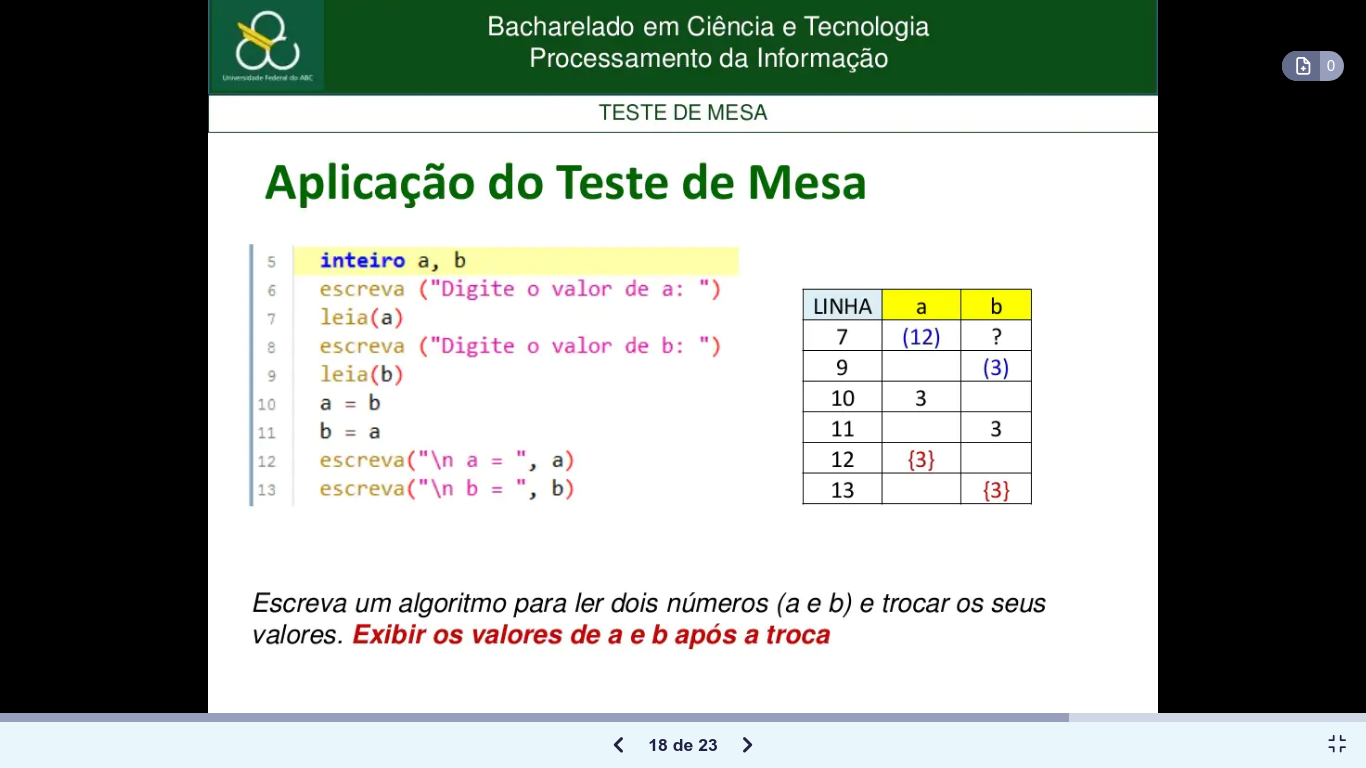 Bacharelado em Ciência e Tecnologia
Processamento da Informação
Universidade Federal do ABC
0
TESTE DE MESA
Aplicação do Teste de Mesa
5 inteiro a, b
6 escreva ("Digite o valor de a: ")
7 leia(a)
8 escreva ("Digite o valor de b: ")
9 leia(b)
10 a = b
11 b = a
12 escreva("\n a = ", a)
13 escreva("\n b = ", b)
LINHA a b
7 (12) ?
9 (3)
10 3
11 3
12 {3}
13 {3}
Escreva um algoritmo para ler dois números (a e b) e trocar os seus
valores. Exibir os valores de a e b após a troca
18 de 23